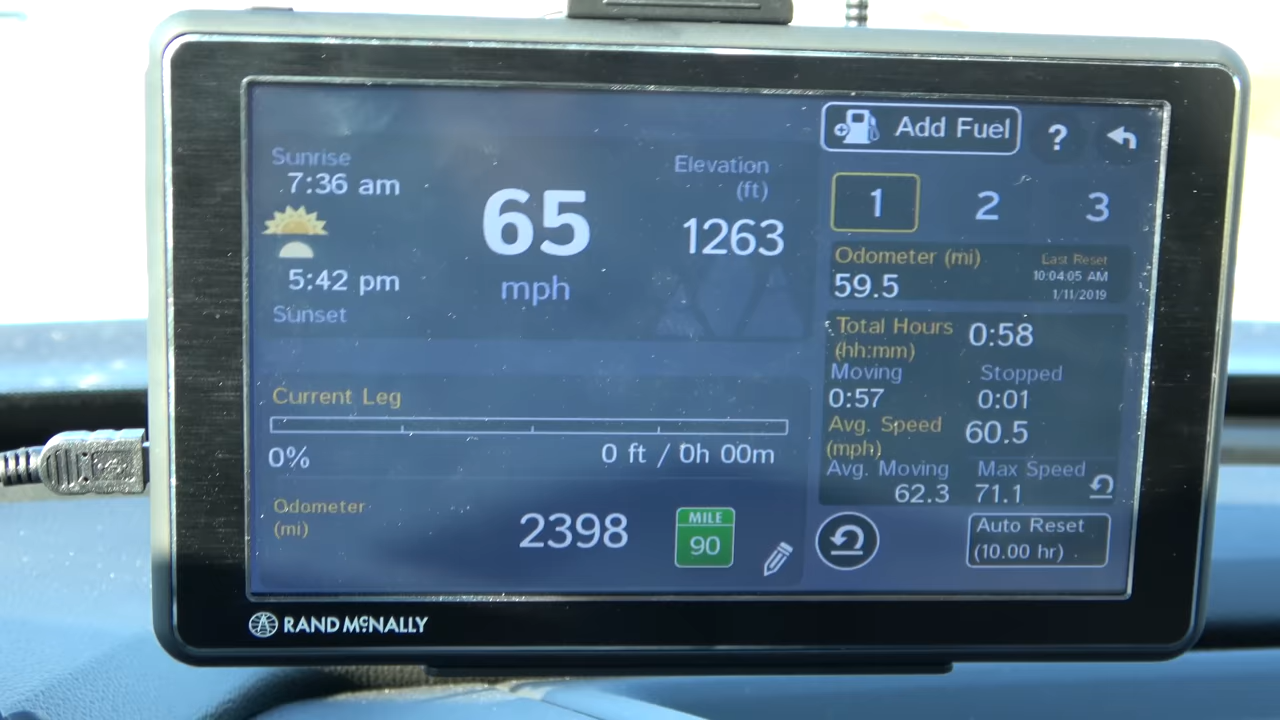 Sunrise
7:36 am
5:42 pm
Sunset
65
mph
Elevation
(ft)
1263
Current Leg
0%
0 ft / 0h 00m
Odometer
(mi)
2398
MILE
90
Add Fuel
?
1 2 3
Odometer (mi)
59.5
Last Reset
10:04:05 AM
1/11/2019
Total Hours
(hh:mm)
0:58
Moving Stopped
0:57 0:01
Avg. Speed
(mph)
60.5
Avg. Moving Max Speed
62.3 71.1
Auto Reset
(10.00 hr)
RAND McNALLY